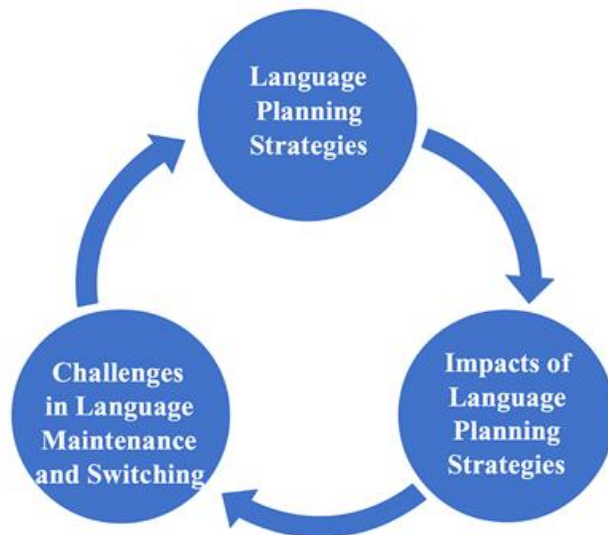 Language
Planning
Strategies
Impacts of
Language
Planning
Strategies
Challenges
in Language
Maintenance
and Switching